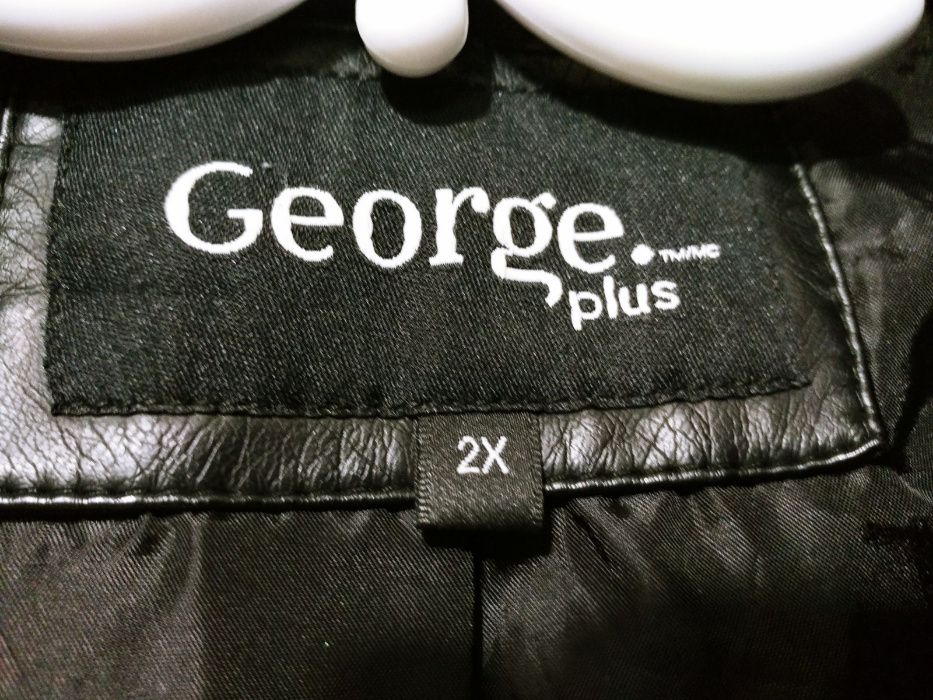 George. TM/MC
plus
2X